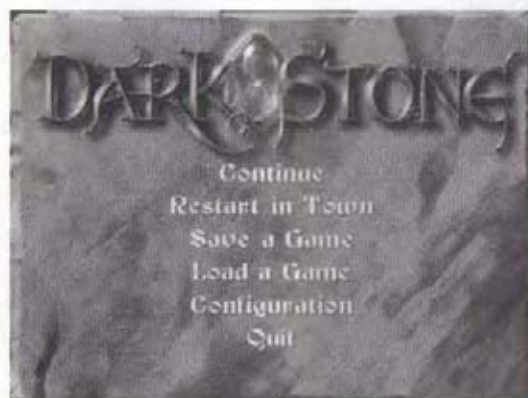 DARKSTONE
Continue
Restart in Town
Save a Game
Load a Game
Configuration
Quit